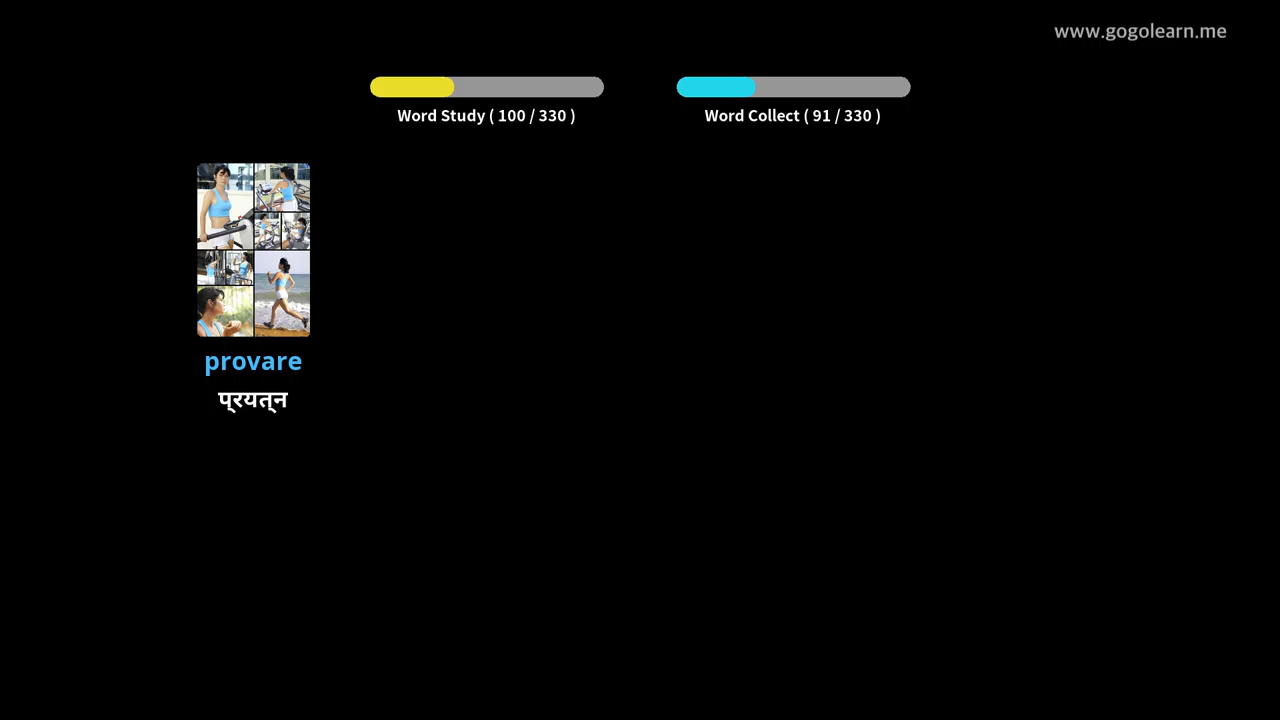 www.gogolearn.me
Word Study ( 100 / 330 )
Word Collect ( 91 / 330 )
provare
प्रयत्न